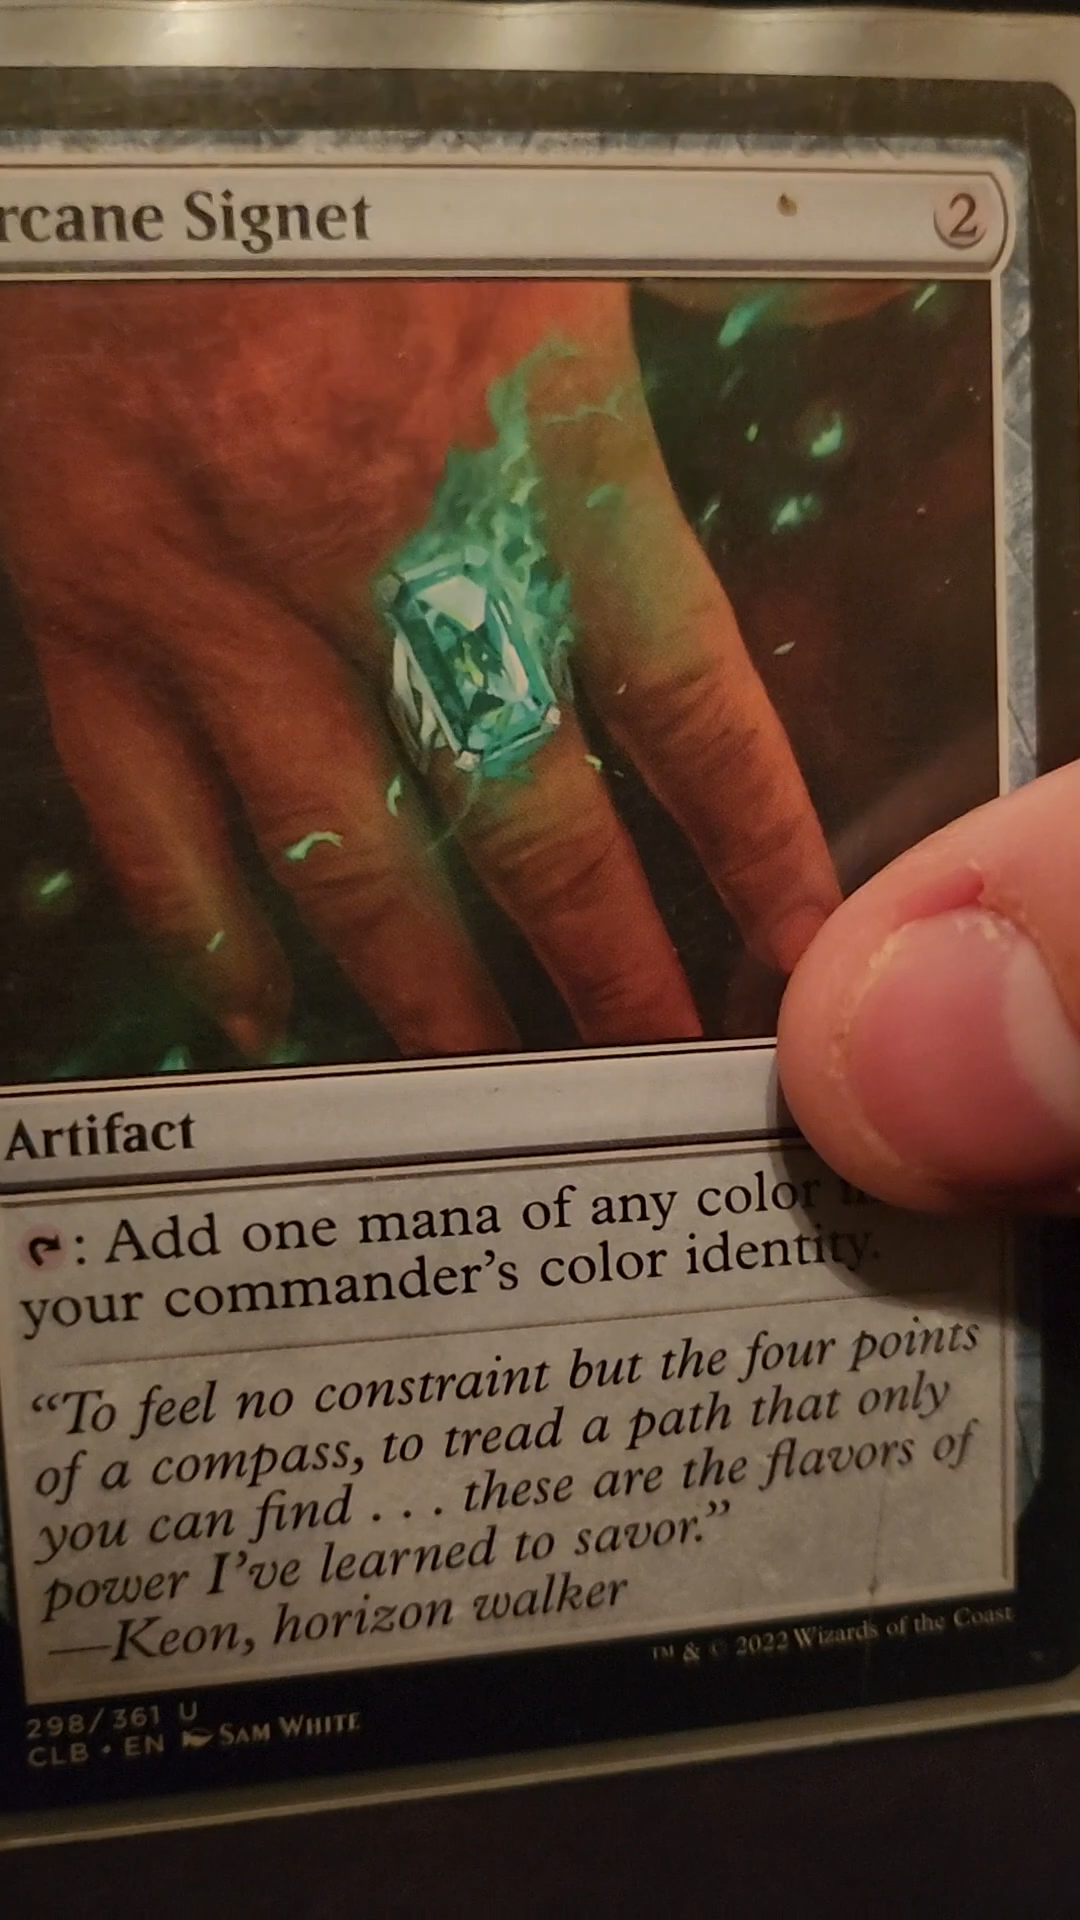 rcane Signet 2
Artifact
: Add one mana of any color
your commander's color identity.
“To feel no constraint but the four points
of a compass, to tread a path that only
you can find . . . these are the flavors of
power I've learned to savor.”
—Keon, horizon walker
™ & © 2022 Wizards of the Coast
298/361 U
CLB • EN SAM WHITE